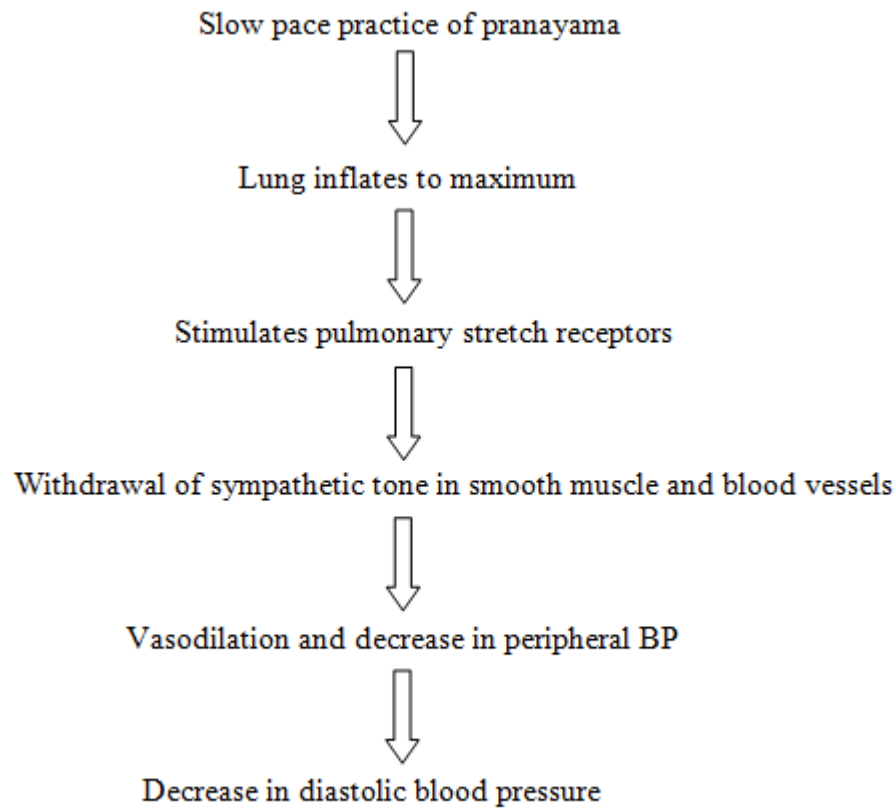 Slow pace practice of pranayama
Lung inflates to maximum
Stimulates pulmonary stretch receptors
Withdrawal of sympathetic tone in smooth muscle and blood vessels
Vasodilation and decrease in peripheral BP
Decrease in diastolic blood pressure